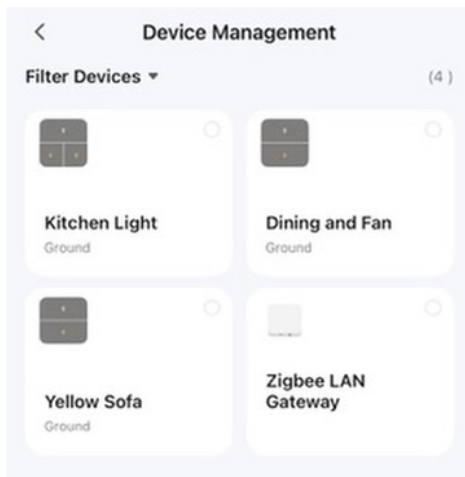 Device Management
Filter Devices
(4)
Kitchen Light
Ground
Dining and Fan
Ground
Yellow Sofa
Ground
Zigbee LAN
Gateway